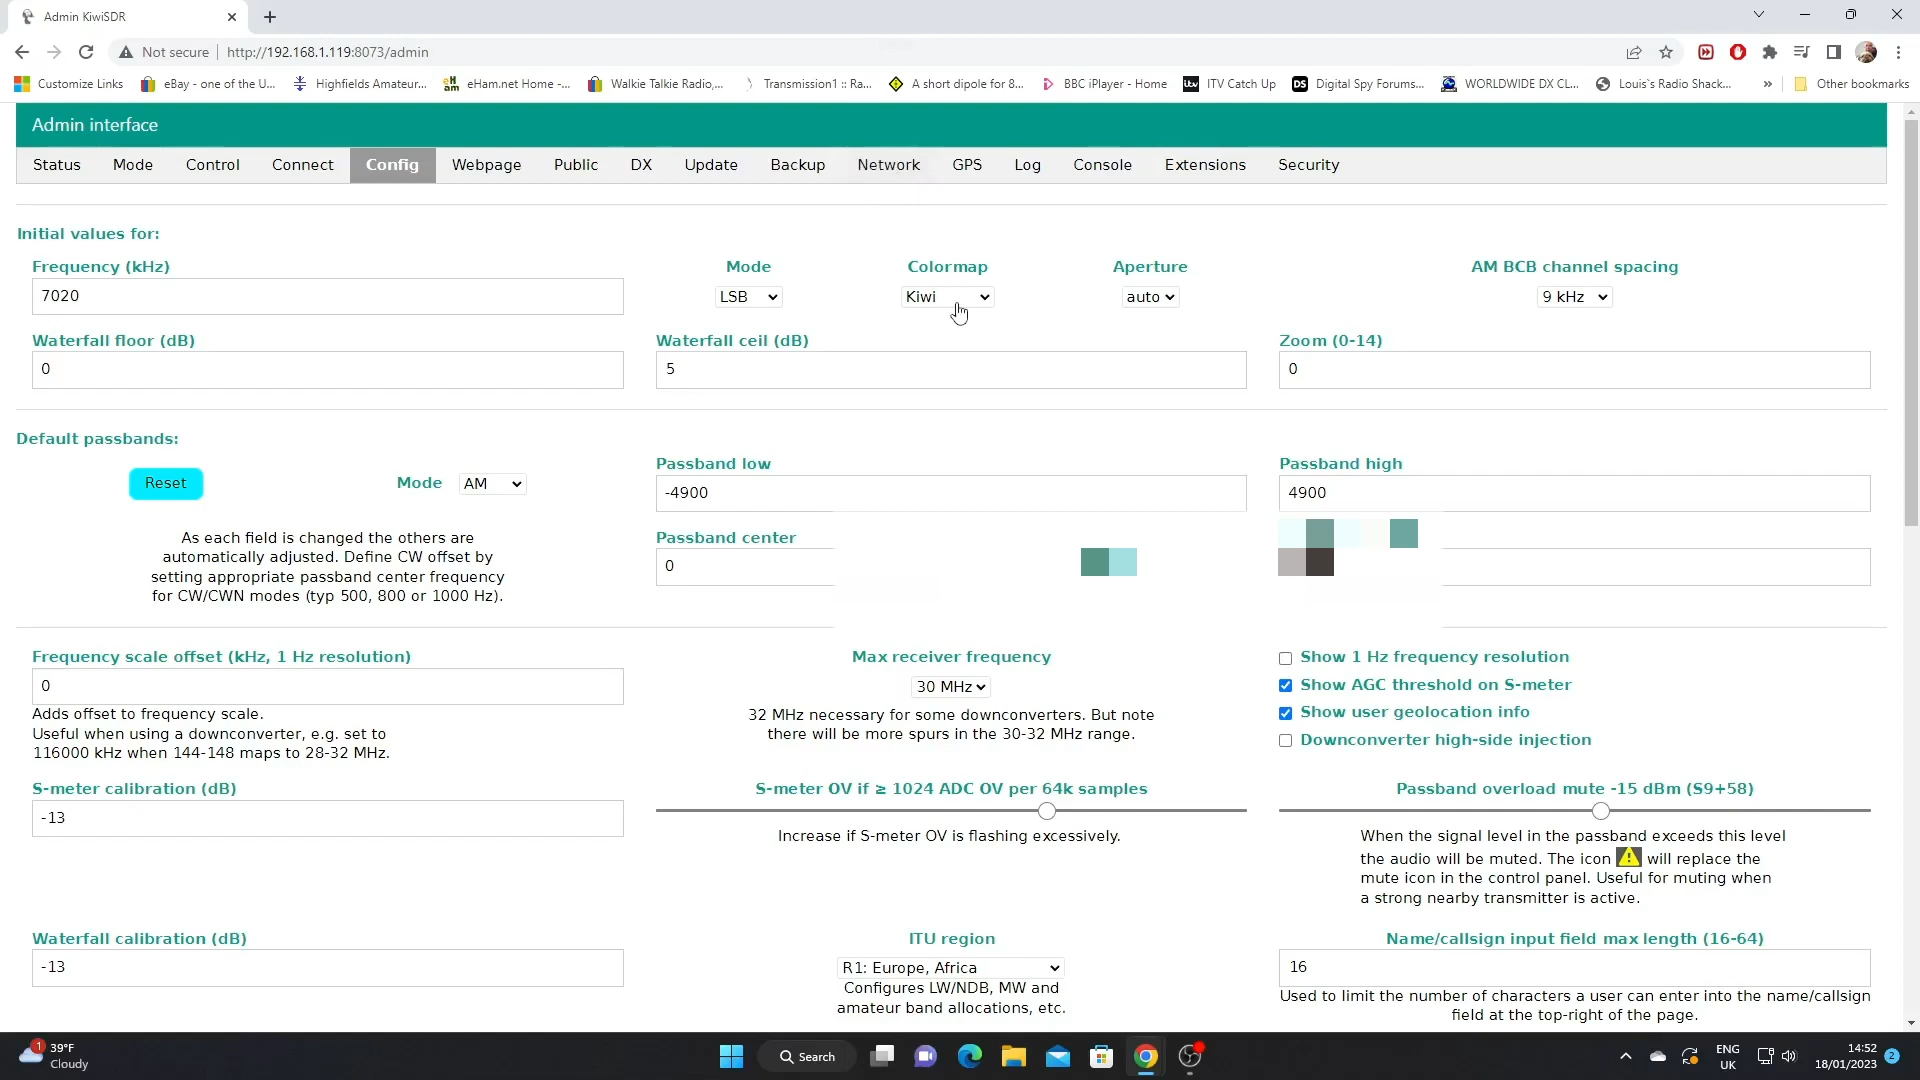 Admin KiwiSDR
Not secure
http://192.168.1.119:8073/admin
Customize Links
eBay - one of the U...
Highfields Amateur...
eHam.net Home -...
Walkie Talkie Radio,...
Transmission1 :: Ra...
A short dipole for 8...
BBC iPlayer - Home
ITV Catch Up
Digital Spy Forums...
WORLDWIDE DX CL...
Louis's Radio Shack...
»
Other bookmarks
Admin interface
Status
Mode
Control
Connect
Config
Webpage
Public
DX
Update
Backup
Network
GPS
Log
Console
Extensions
Security
Initial values for:
Frequency (kHz)
7020
Mode
LSB
Colormap
Kiwi
Aperture
auto
AM BCB channel spacing
9 kHz
Waterfall floor (dB)
0
Waterfall ceil (dB)
5
Zoom (0-14)
0
Default passbands:
Reset
Mode
AM
Passband low
-4900
Passband high
4900
As each field is changed the others are
automatically adjusted. Define CW offset by
setting appropriate passband center frequency
for CW/CWN modes (typ 500, 800 or 1000 Hz).
Passband center
0
Frequency scale offset (kHz, 1 Hz resolution)
0
Adds offset to frequency scale.
Useful when using a downconverter, e.g. set to
116000 kHz when 144-148 maps to 28-32 MHz.
Max receiver frequency
30 MHz
32 MHz necessary for some downconverters. But note
there will be more spurs in the 30-32 MHz range.
Show 1 Hz frequency resolution
Show AGC threshold on S-meter
Show user geolocation info
Downconverter high-side injection
S-meter calibration (dB)
-13
S-meter OV if ≥ 1024 ADC OV per 64k samples
Increase if S-meter OV is flashing excessively.
Passband overload mute -15 dBm (S9+58)
When the signal level in the passband exceeds this level
the audio will be muted. The icon will replace the
mute icon in the control panel. Useful for muting when
a strong nearby transmitter is active.
Waterfall calibration (dB)
-13
ITU region
R1: Europe, Africa
Configures LW/NDB, MW and
amateur band allocations, etc.
Name/callsign input field max length (16-64)
16
Used to limit the number of characters a user can enter into the name/callsign
field at the top-right of the page.
1
39°F
Cloudy
Search
ENG
UK
14:52
18/01/2023
2